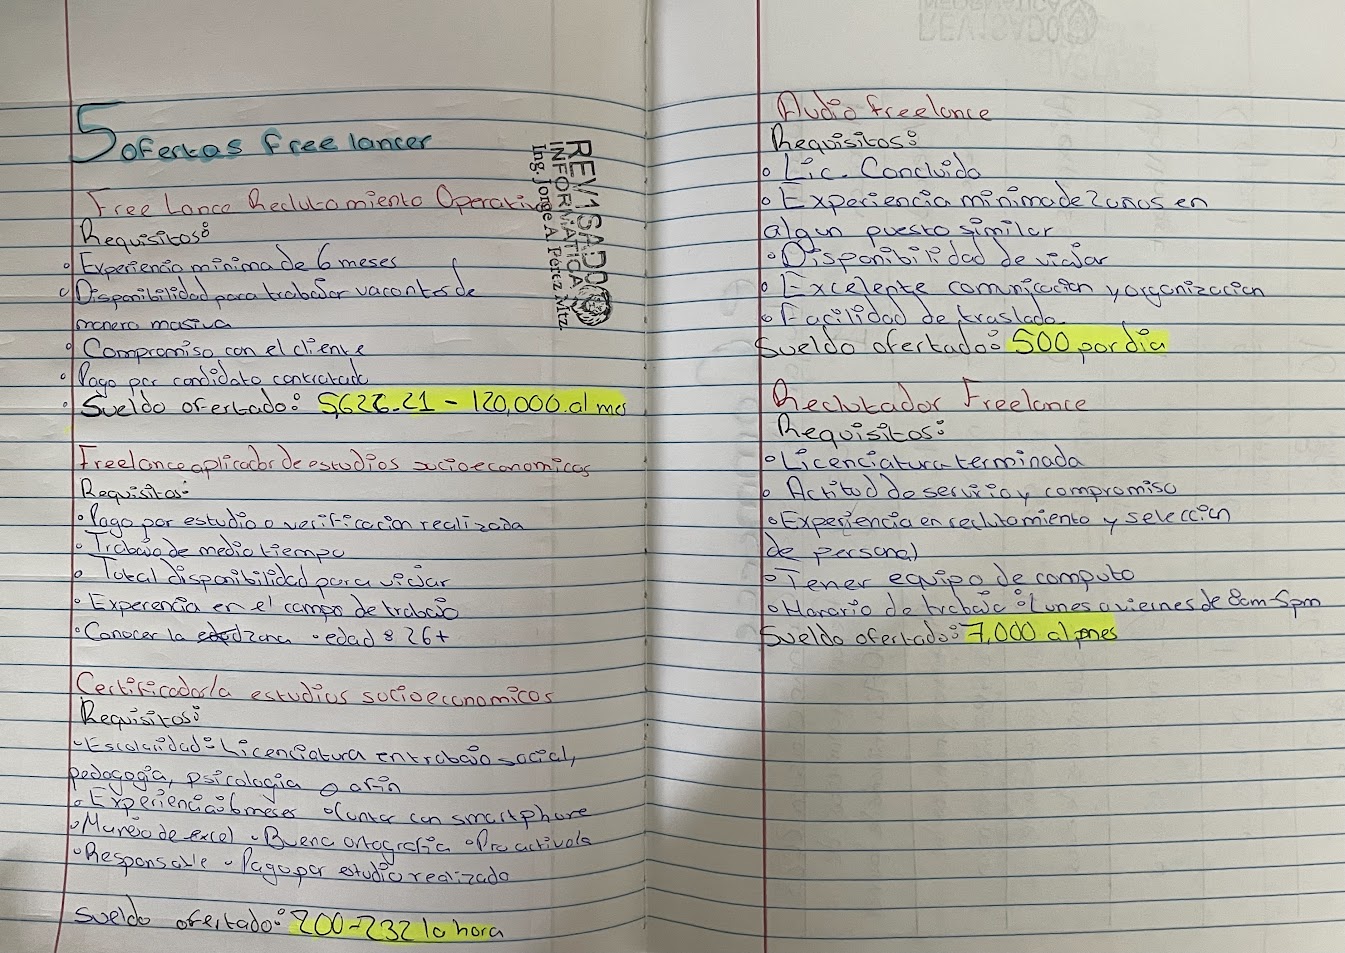 5 ofertas freelancer
Free Lance Reclutamiento Operativo
Requisitos:
Experiencia minima de 6 meses
Disponibilidad para trabajar vacantes de
manera masiva
Compromiso con el cliente
Pago por candidato contratado
Sueldo ofertado: 5,626.21 - 120,000 al mes
REVISADO
INFORMATICA
Ing. Jorge A Pérez Mtz.
Freelance aplicador de estudios socioeconomicos
Requisitos:
Pago por estudio o verificacion realizada
Trabajo de medio tiempo
Total disponibilidad para viajar
Experencia en el campo de trabajo
Conocer la zona edad: 26+
Certificador/a estudios socioeconomicos
Requisitos:
Escolaridad: Licenciatura en trabajo social,
pedagogia, psicologia o afin
Experiencia: 6 meses Contar con smartphone
Manejo de excel Buena ortografia Proactivo/a
Responsable Pago por estudio realizado
Sueldo ofertado: 200-232 la hora
Audio freelance
Requisitos:
Lic. Concluida
Experiencia minima de 2 años en
algun puesto similar
Disponibilidad de viajar
Excelente comunicacion y organizacion
Facilidad de traslado
Sueldo ofertado: 500 por dia
Reclutador Freelance
Requisitos:
Licenciatura terminada
Actitud de servicio y compromiso
Experiencia en reclutamiento y seleccion
de personal
Tener equipo de computo
Horario de trabajo: Lunes a viernes de 8am-5pm
Sueldo ofertado: 7,000 al mes